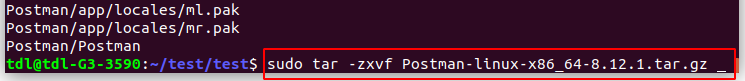 Postman/app/locales/ml.pak
Postman/app/locales/mr.pak
Postman/Postman
tdl@tdl-G3-3590:~/test/test$ sudo tar -zxvf Postman-linux-x86_64-8.12.1.tar.gz _